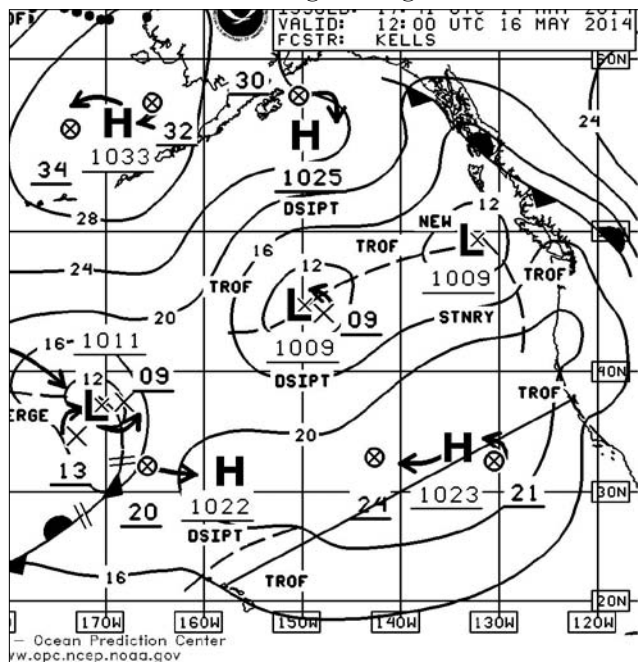 VALID: 12:00 UTC 16 MAY 2014
FCSTR: KELLS
60N
30
24
H
32
1033
34
H
1025
DSIPT
28
NEW
12
16
TROF
L
24
12
TROF
1009
TROF
L
09
STNRY
20
1009
DSIPT
16
1011
40N
12
09
L
TROF
ERGE
20
H
H
13
30N
20
1022
24
1023
21
DSIPT
16
TROF
20N
170W
160W
150W
140W
130W
120W
- Ocean Prediction Center
w.opc.ncep.noaa.gov